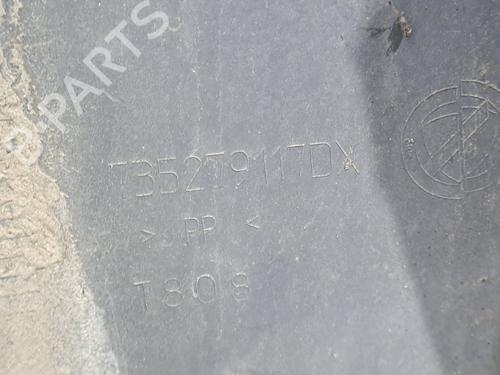 B-PARTS
735259117DX
> PP <
T808